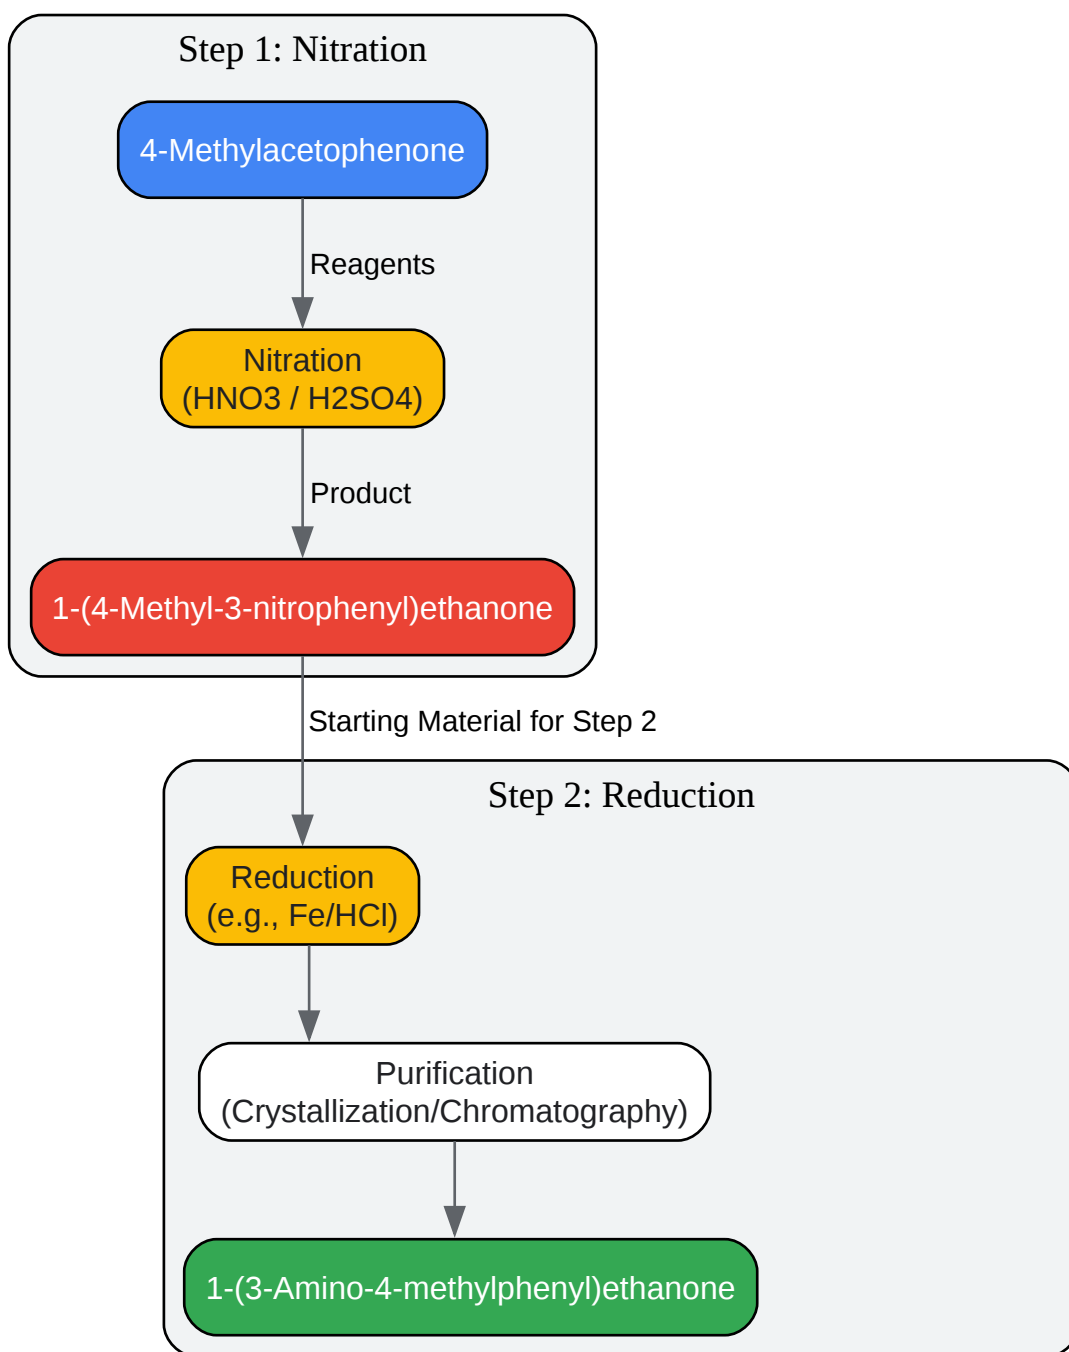 Step 1: Nitration
4-Methylacetophenone
Reagents
Nitration
(HNO3 / H2SO4)
Product
1-(4-Methyl-3-nitrophenyl)ethanone
Starting Material for Step 2
Step 2: Reduction
Reduction
(e.g., Fe/HCl)
Purification
(Crystallization/Chromatography)
1-(3-Amino-4-methylphenyl)ethanone